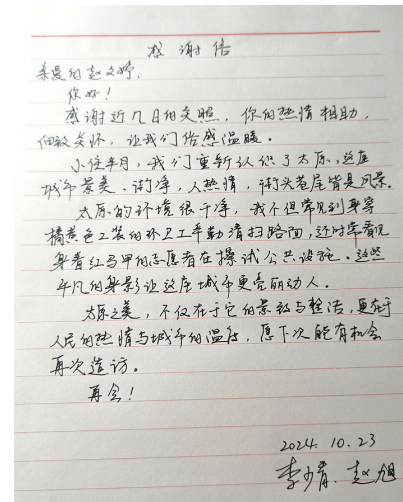 感谢信
亲爱的赵文婷:
你好!
感谢近几日的关照,你的热情相助,
细致关怀,让我们倍感温暖。
小住半月,我们重新认识了太原,这座
城市景美、街净,人热情,街头巷尾皆是风景。
太原的环境很干净,我不但常见到身穿
橘黄色工装的环卫工辛勤清扫路面,还时常看见
身着红马甲的志愿者在擦试公共设施。这些
平凡的身影让这座城市更亮丽动人。
太原之美,不仅在于它的景致与整洁,更在于
人民的热情与城市的温度,愿下次能有机会
再次造访。
再会!
2024.10.23
李少青、赵旭